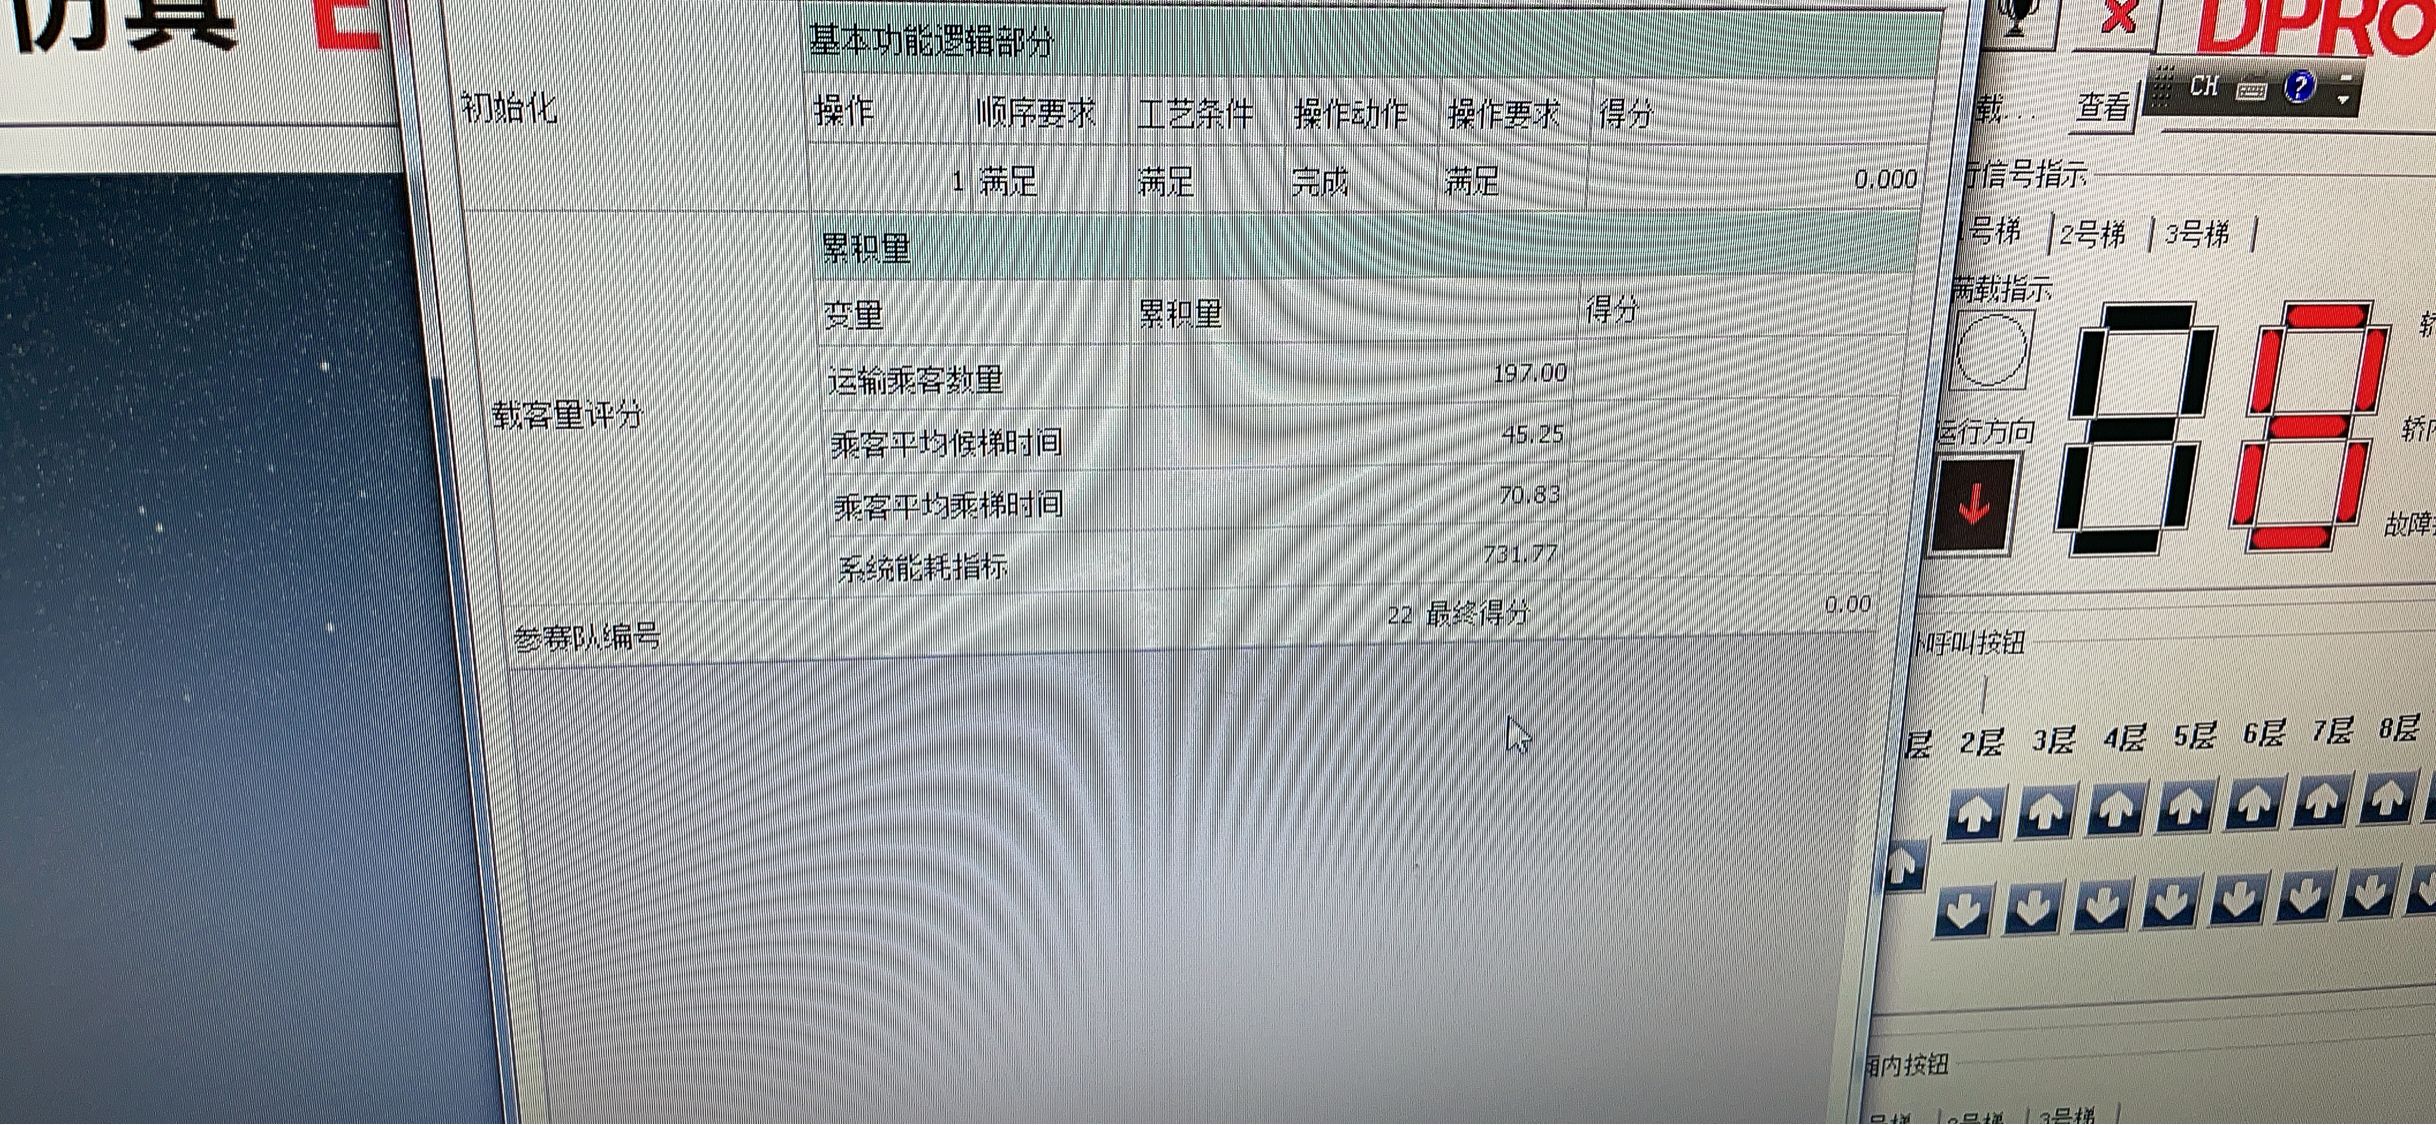 仿真 E
基本功能逻辑部分
初始化
操作 顺序要求 工艺条件 操作动作 操作要求 得分
1 满足 满足 完成 满足 0.000
累积量
变量 累积量 得分
运输乘客数量 197.00
载客量评分
乘客平均候梯时间 45.25
乘客平均乘梯时间 70.83
系统能耗指标 731.77
参赛队编号 22 最终得分 0.00
DPRO
CH ?
载... 查看
行信号指示
1号梯 2号梯 3号梯
满载指示
轿
运行方向
8
轿内
故障
呼叫按钮
层 2层 3层 4层 5层 6层 7层 8层
厢内按钮
号梯 2号梯 3号梯